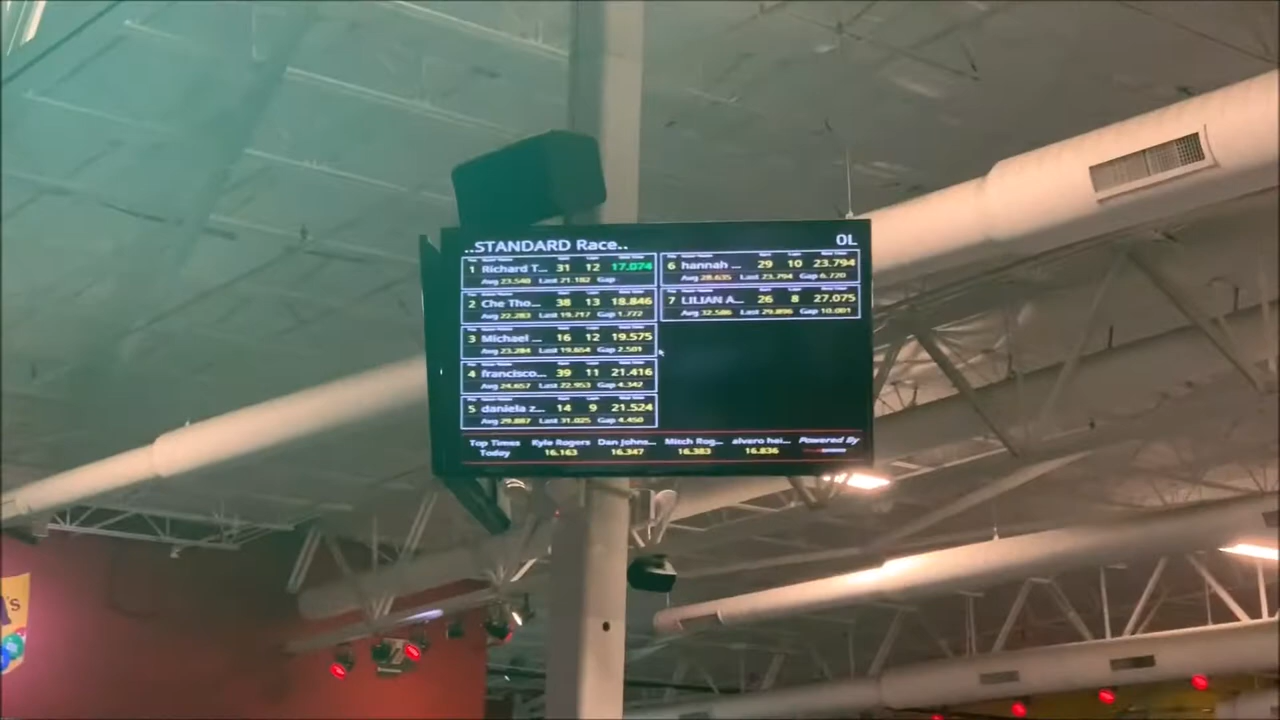 ..STANDARD Race..
0L
1 Richard T... 31 12 17.074
Avg 23.540 Last 21.182 Gap
2 Che Tho... 38 13 18.846
Avg 22.283 Last 19.717 Gap 1.772
3 Michael ... 16 12 19.575
Avg 23.284 Last 19.654 Gap 2.501
4 francisco... 39 11 21.416
Avg 24.657 Last 22.953 Gap 4.342
5 daniela z... 14 9 21.524
Avg 29.887 Last 31.025 Gap 4.450
6 hannah ... 29 10 23.794
Avg 28.635 Last 23.794 Gap 6.720
7 LILIAN A... 26 8 27.075
Avg 32.586 Last 29.896 Gap 10.001
Top Times Today
Kyle Rogers 16.163
Dan Johns... 16.347
Mitch Rog... 16.383
alvaro hei... 16.836
Powered By
's